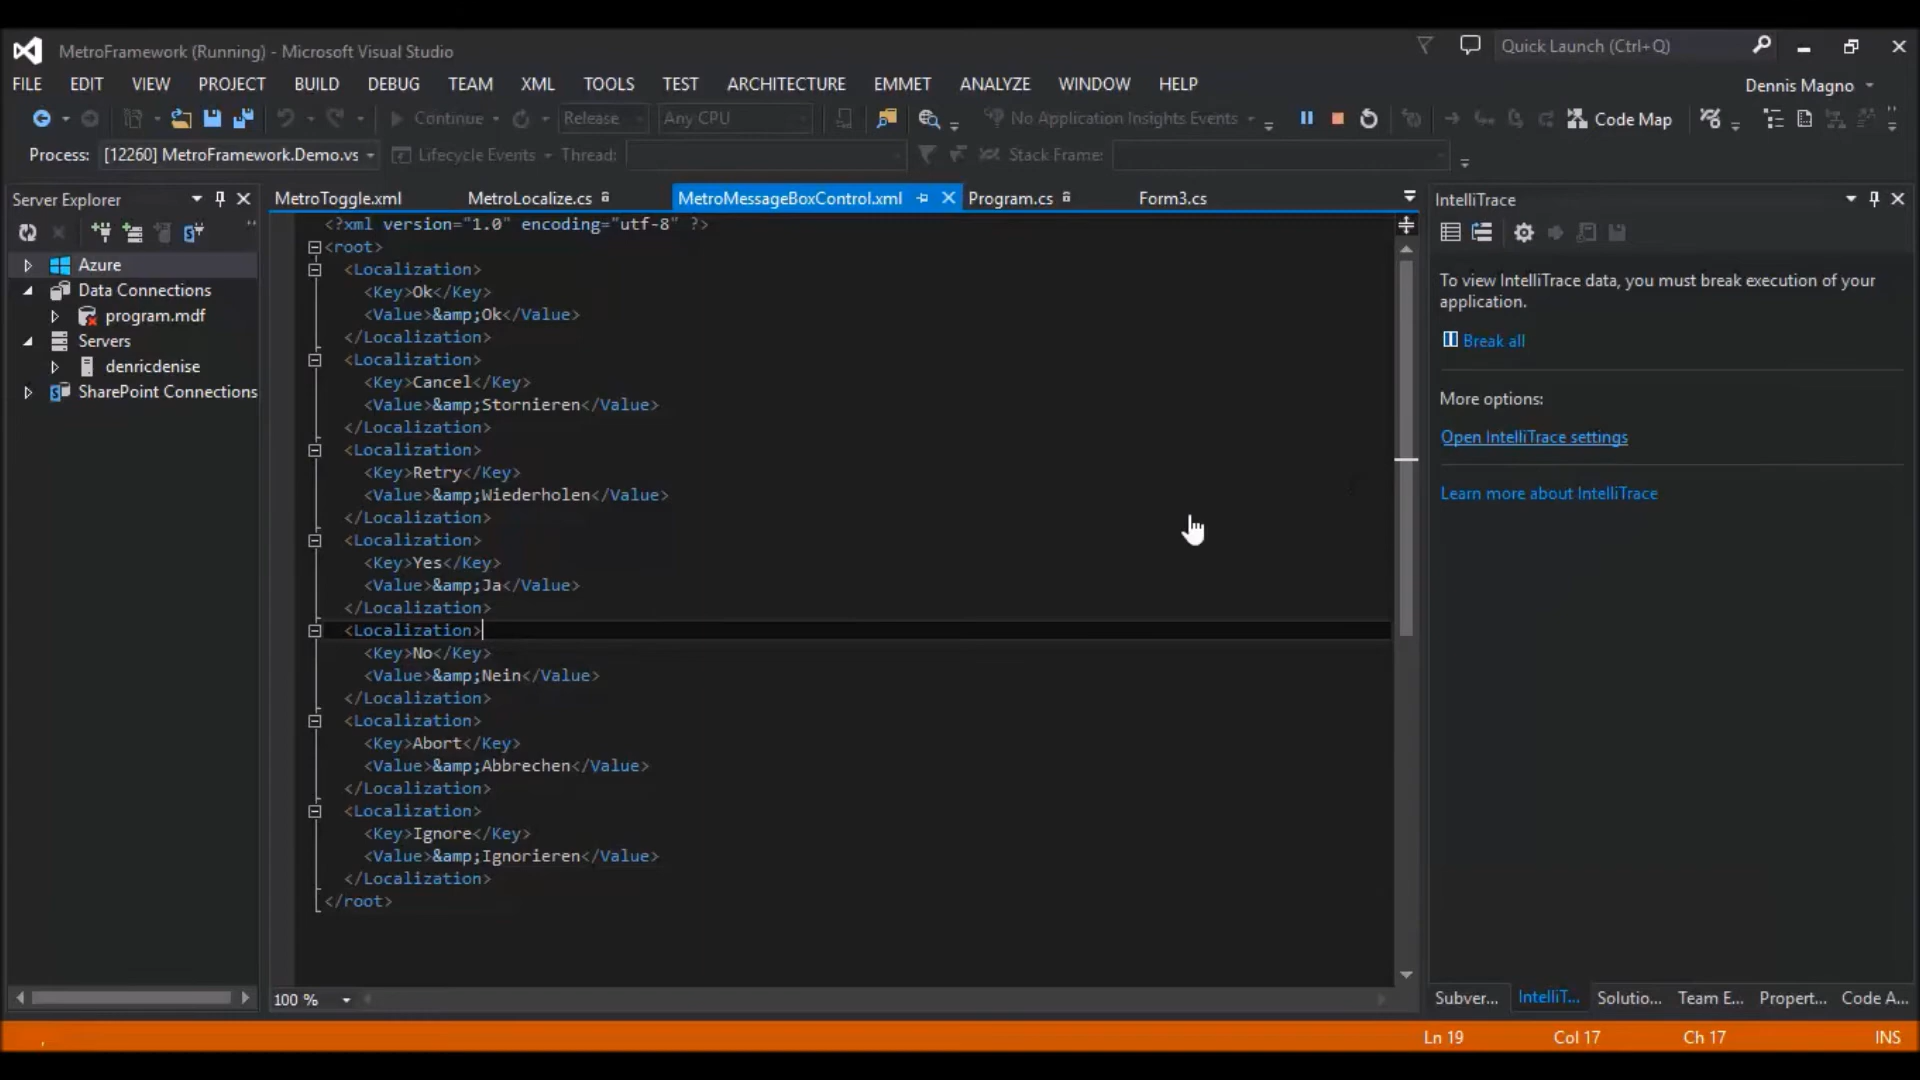 MetroFramework (Running) - Microsoft Visual Studio
Quick Launch (Ctrl+Q)
FILE EDIT VIEW PROJECT BUILD DEBUG TEAM XML TOOLS TEST ARCHITECTURE EMMET ANALYZE WINDOW HELP
Dennis Magno
Continue Release Any CPU No Application Insights Events Code Map
Process: [12260] MetroFramework.Demo.vs Lifecycle Events Thread: Stack Frame:
Server Explorer
Azure
Data Connections
program.mdf
Servers
denricdenise
SharePoint Connections
MetroToggle.xml MetroLocalize.cs MetroMessageBoxControl.xml Program.cs Form3.cs
<?xml version="1.0" encoding="utf-8" ?>
<root>
<Localization>
<Key>Ok</Key>
<Value>&amp;Ok</Value>
</Localization>
<Localization>
<Key>Cancel</Key>
<Value>&amp;Stornieren</Value>
</Localization>
<Localization>
<Key>Retry</Key>
<Value>&amp;Wiederholen</Value>
</Localization>
<Localization>
<Key>Yes</Key>
<Value>&amp;Ja</Value>
</Localization>
<Localization>
<Key>No</Key>
<Value>&amp;Nein</Value>
</Localization>
<Localization>
<Key>Abort</Key>
<Value>&amp;Abbrechen</Value>
</Localization>
<Localization>
<Key>Ignore</Key>
<Value>&amp;Ignorieren</Value>
</Localization>
</root>
100 %
IntelliTrace
To view IntelliTrace data, you must break execution of your
application.
Break all
More options:
Open IntelliTrace settings
Learn more about IntelliTrace
Subver... IntelliT... Solutio... Team E... Propert... Code A...
Ln 19 Col 17 Ch 17 INS